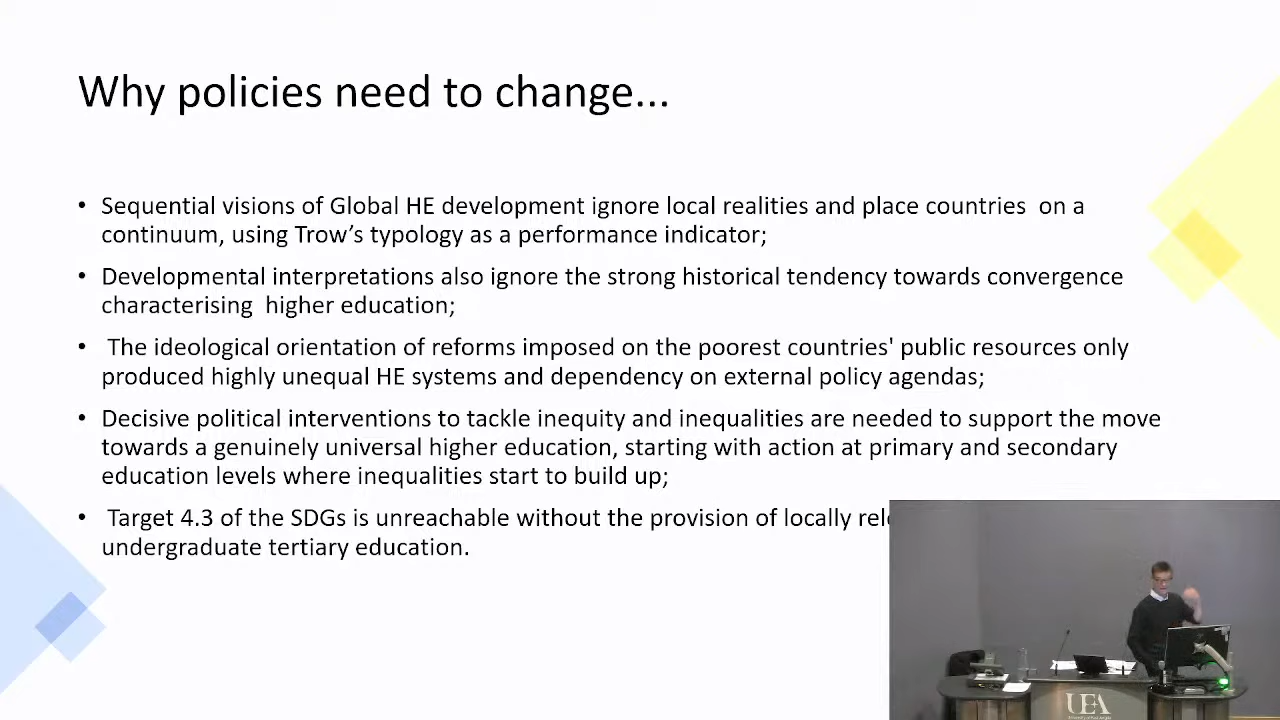 Why policies need to change...
• Sequential visions of Global HE development ignore local realities and place countries on a
continuum, using Trow's typology as a performance indicator;
• Developmental interpretations also ignore the strong historical tendency towards convergence
characterising higher education;
• The ideological orientation of reforms imposed on the poorest countries' public resources only
produced highly unequal HE systems and dependency on external policy agendas;
• Decisive political interventions to tackle inequity and inequalities are needed to support the move
towards a genuinely universal higher education, starting with action at primary and secondary
education levels where inequalities start to build up;
• Target 4.3 of the SDGs is unreachable without the provision of locally
undergraduate tertiary education.
UEA